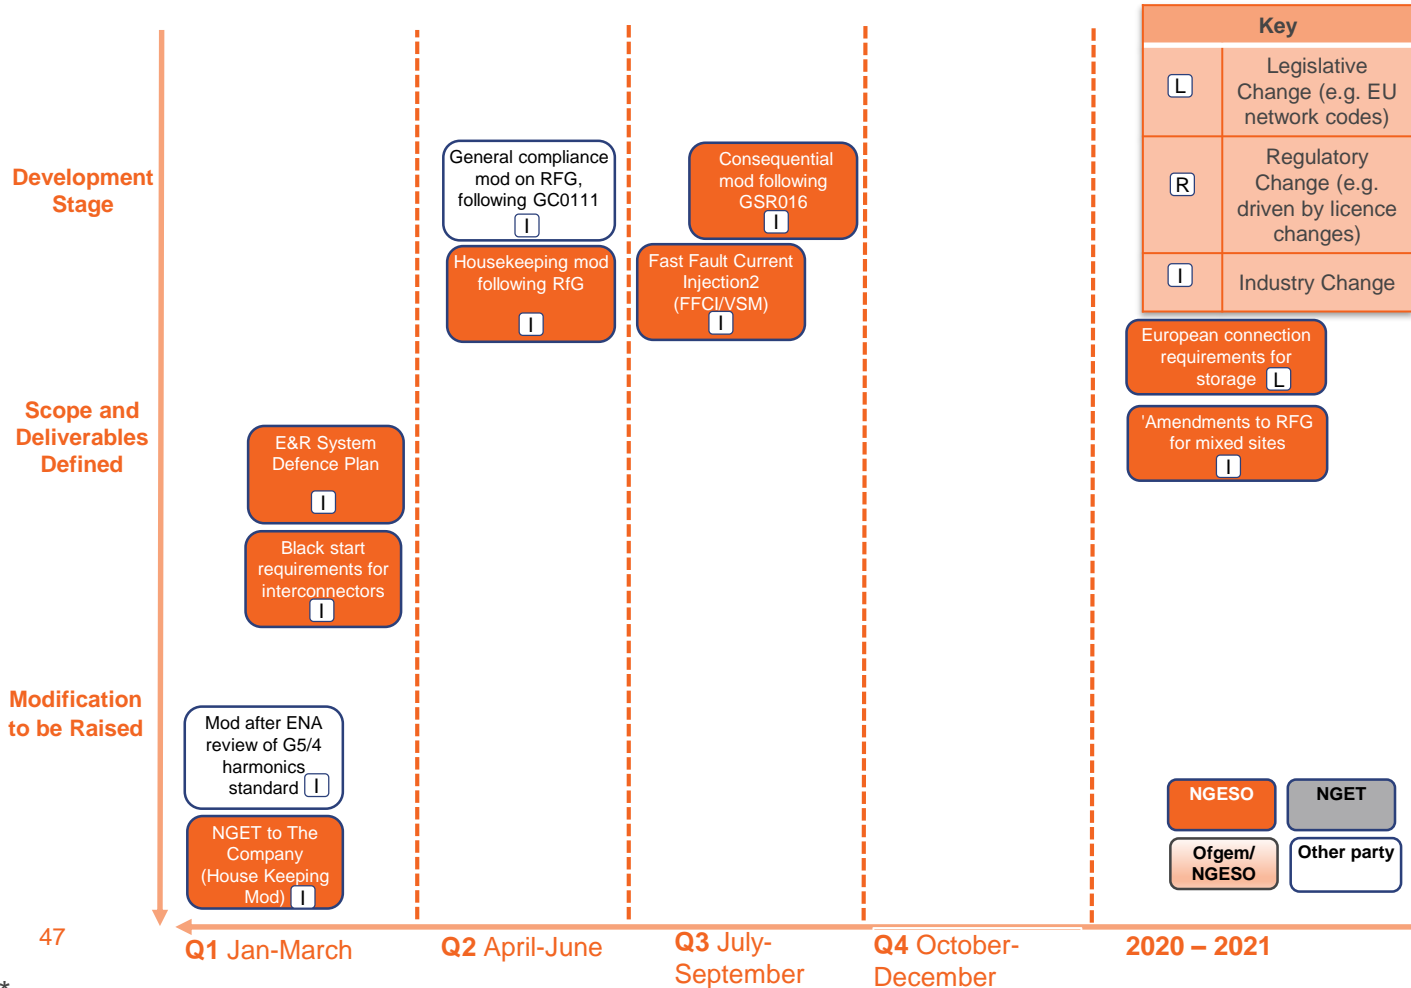 Key
L
Legislative
Change (e.g. EU
network codes)
R
Regulatory
Change (e.g.
driven by licence
changes)
I
Industry Change
Development
Stage
General compliance
mod on RFG,
following GC0111
I
Housekeeping mod
following RfG
I
Consequential
mod following
GSR016
I
Fast Fault Current
Injection2
(FFCI/VSM)
I
European connection
requirements for
storage L
'Amendments to RFG
for mixed sites
I
Scope and
Deliverables
Defined
E&R System
Defence Plan
I
Black start
requirements for
interconnectors
I
Modification
to be Raised
Mod after ENA
review of G5/4
harmonics
standard I
NGET to The
Company
(House Keeping
Mod) I
NGESO
NGET
Ofgem/
NGESO
Other party
47
Q1 Jan-March
Q2 April-June
Q3 July-
September
Q4 October-
December
2020 – 2021
*